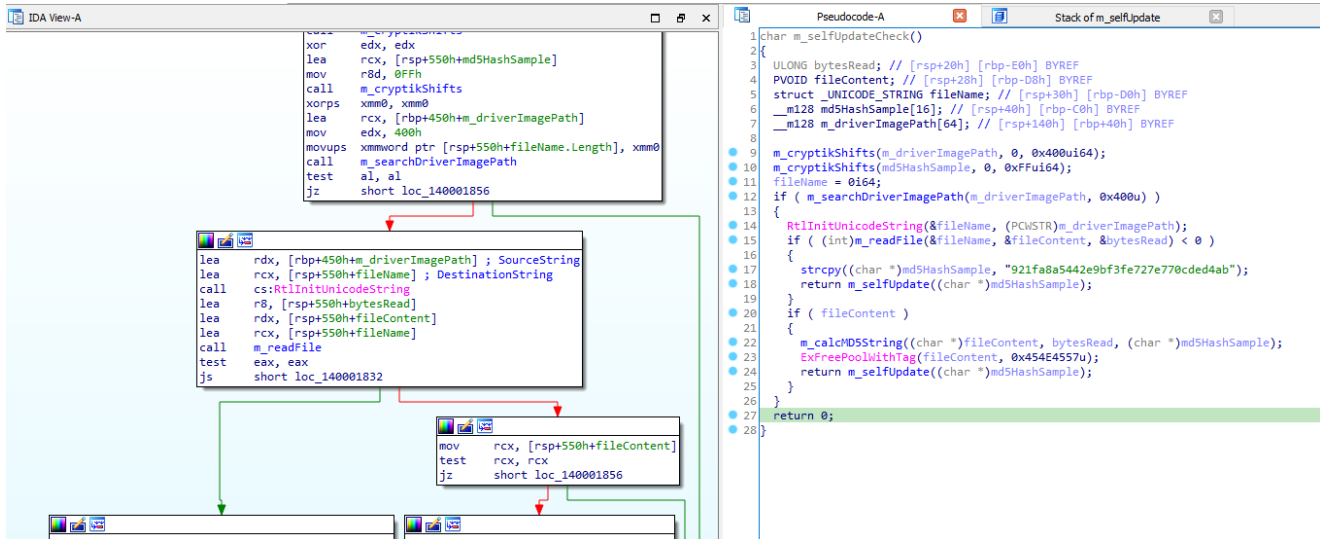 IDA View-A
call m_cryptikShifts
xor edx, edx
lea rcx, [rsp+550h+md5HashSample]
mov r8d, 0FFh
call m_cryptikShifts
xorps xmm0, xmm0
lea rcx, [rbp+450h+m_driverImagePath]
mov edx, 400h
movups xmmword ptr [rsp+550h+fileName.Length], xmm0
call m_searchDriverImagePath
test al, al
jz short loc_140001856
lea rdx, [rbp+450h+m_driverImagePath] ; SourceString
lea rcx, [rsp+550h+fileName] ; DestinationString
call cs:RtlInitUnicodeString
lea r8, [rsp+550h+bytesRead]
lea rdx, [rsp+550h+fileContent]
lea rcx, [rsp+550h+fileName]
call m_readFile
test eax, eax
js short loc_140001832
mov rcx, [rsp+550h+fileContent]
test rcx, rcx
jz short loc_140001856
Pseudocode-A
Stack of m_selfUpdate
1 char m_selfUpdateCheck()
2 {
3 ULONG bytesRead; // [rsp+20h] [rbp-E0h] BYREF
4 PVOID fileContent; // [rsp+28h] [rbp-D8h] BYREF
5 struct _UNICODE_STRING fileName; // [rsp+30h] [rbp-D0h] BYREF
6 __m128 md5HashSample[16]; // [rsp+40h] [rbp-C0h] BYREF
7 __m128 m_driverImagePath[64]; // [rsp+140h] [rbp+40h] BYREF
8
9 m_cryptikShifts(m_driverImagePath, 0, 0x400ui64);
10 m_cryptikShifts(md5HashSample, 0, 0xFFui64);
11 fileName = 0i64;
12 if ( m_searchDriverImagePath(m_driverImagePath, 0x400u) )
13 {
14 RtlInitUnicodeString(&fileName, (PCWSTR)m_driverImagePath);
15 if ( (int)m_readFile(&fileName, &fileContent, &bytesRead) < 0 )
16 {
17 strcpy((char *)md5HashSample, "921fa8a5442e9bf3fe727e770cded4ab");
18 return m_selfUpdate((char *)md5HashSample);
19 }
20 if ( fileContent )
21 {
22 m_calcMD5String((char *)fileContent, bytesRead, (char *)md5HashSample);
23 ExFreePoolWithTag(fileContent, 0x454E4557u);
24 return m_selfUpdate((char *)md5HashSample);
25 }
26 }
27 return 0;
28 }